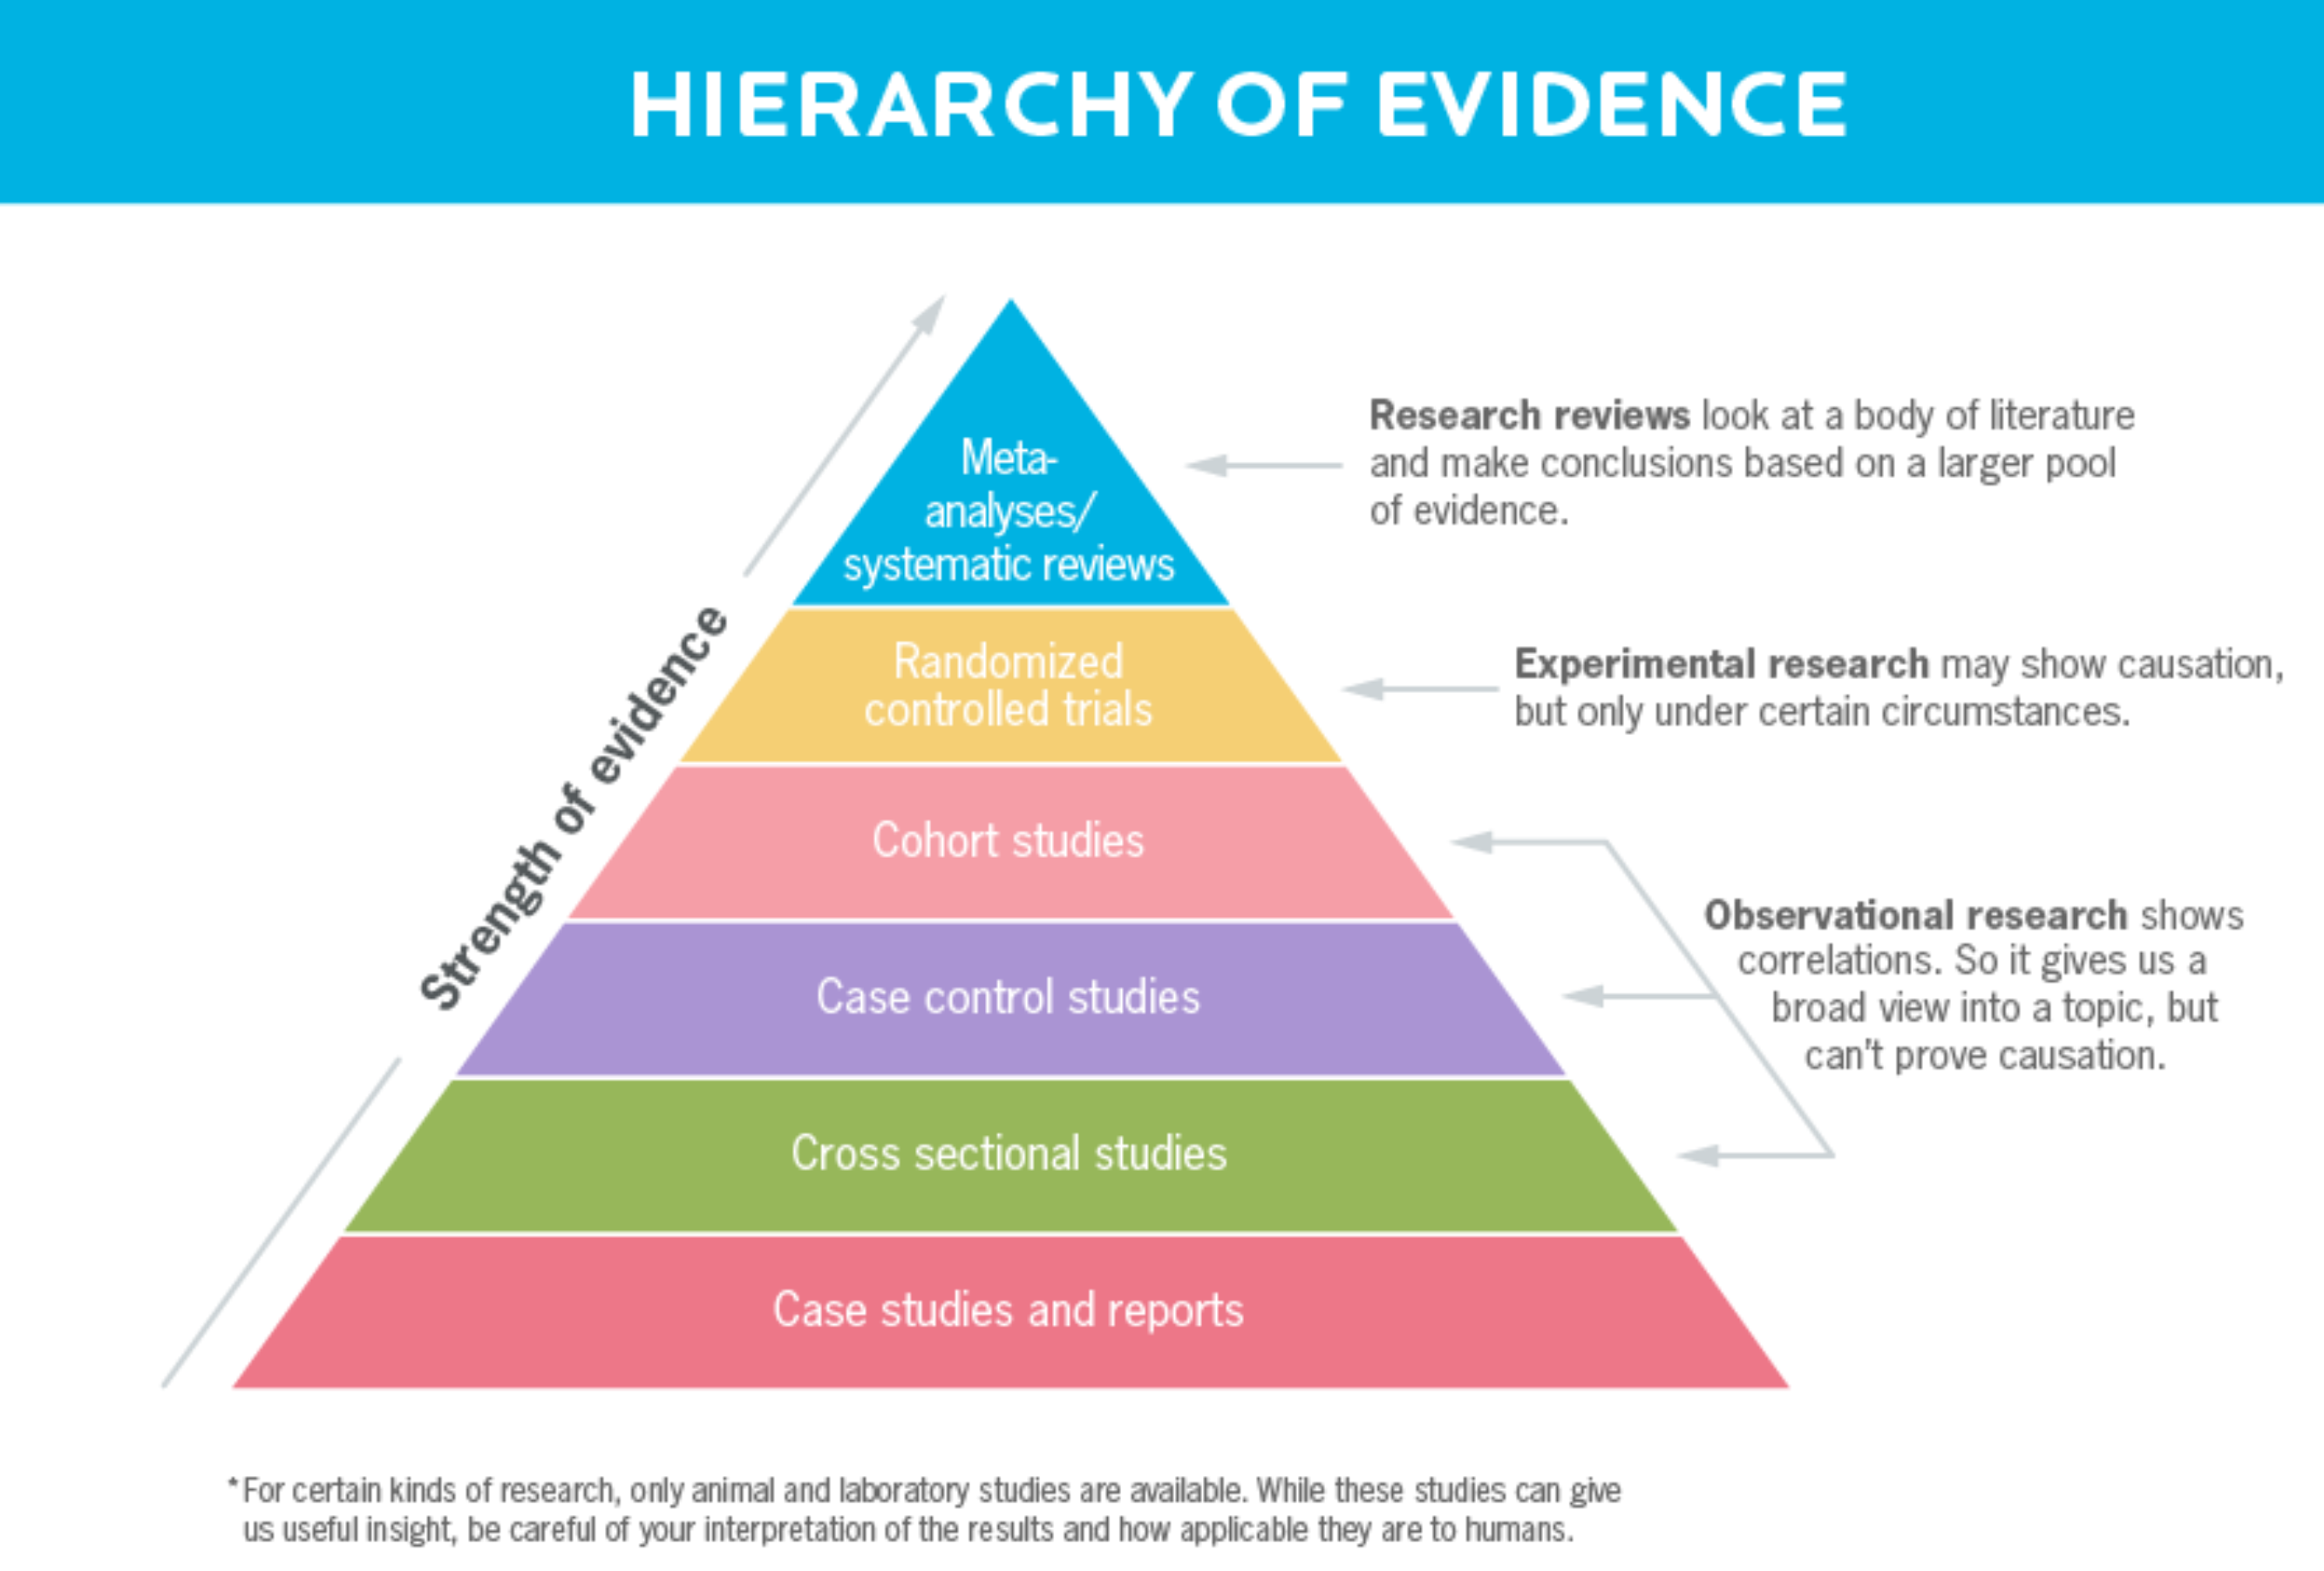 HIERARCHY OF EVIDENCE
Meta-
analyses/
systematic reviews
Research reviews look at a body of literature
and make conclusions based on a larger pool
of evidence.
Randomized
controlled trials
Experimental research may show causation,
but only under certain circumstances.
Strength of evidence
Cohort studies
Case control studies
Observational research shows
correlations. So it gives us a
broad view into a topic, but
can't prove causation.
Cross sectional studies
Case studies and reports
*For certain kinds of research, only animal and laboratory studies are available. While these studies can give
us useful insight, be careful of your interpretation of the results and how applicable they are to humans.